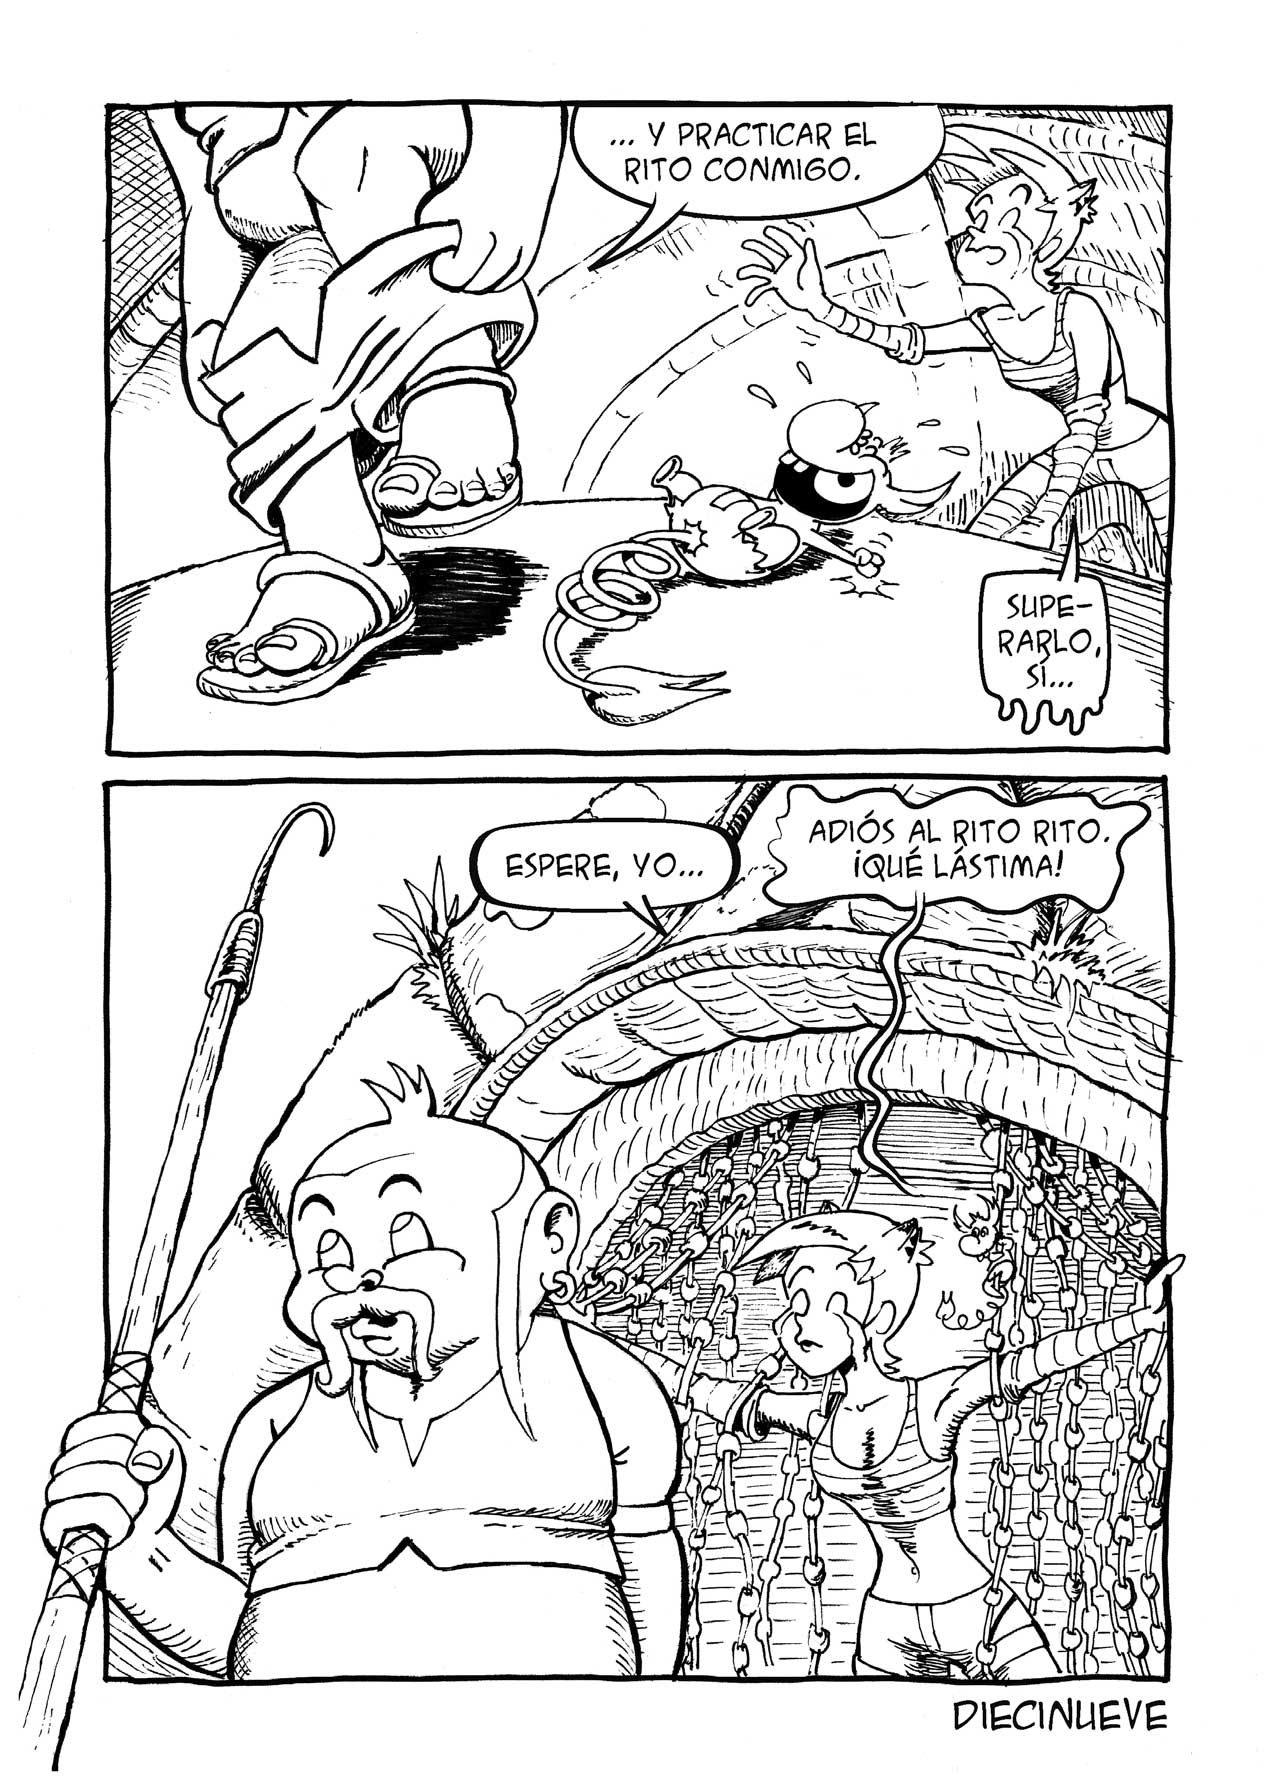 ... Y PRACTICAR EL
RITO CONMIGO.
SUPE-
RARLO,
SÍ...
ESPERE, YO...
ADIÓS AL RITO RITO.
¡QUÉ LÁSTIMA!
DIECINUEVE